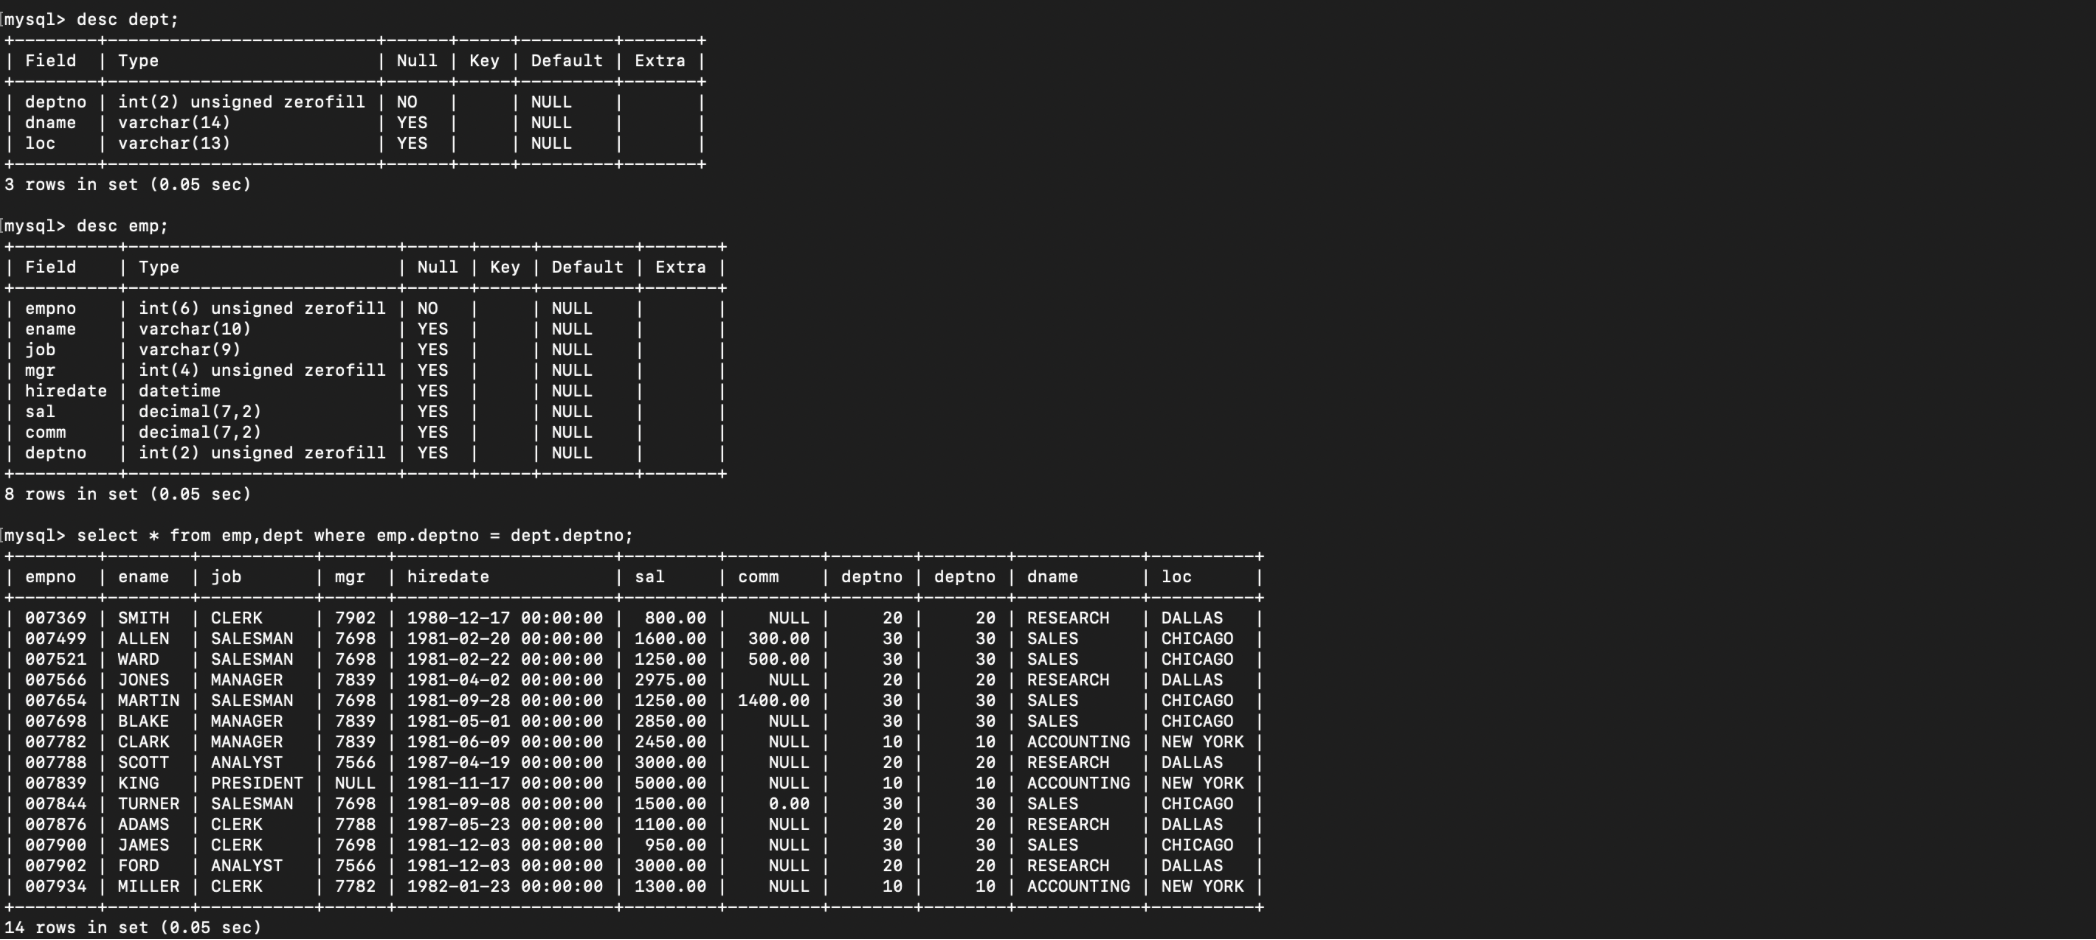 mysql> desc dept;
+--------+--------------------------+------+-----+---------+-------+
| Field  | Type                     | Null | Key | Default | Extra |
+--------+--------------------------+------+-----+---------+-------+
| deptno | int(2) unsigned zerofill | NO   |     | NULL    |       |
| dname  | varchar(14)              | YES  |     | NULL    |       |
| loc    | varchar(13)              | YES  |     | NULL    |       |
+--------+--------------------------+------+-----+---------+-------+
3 rows in set (0.05 sec)

mysql> desc emp;
+----------+--------------------------+------+-----+---------+-------+
| Field    | Type                     | Null | Key | Default | Extra |
+----------+--------------------------+------+-----+---------+-------+
| empno    | int(6) unsigned zerofill | NO   |     | NULL    |       |
| ename    | varchar(10)              | YES  |     | NULL    |       |
| job      | varchar(9)               | YES  |     | NULL    |       |
| mgr      | int(4) unsigned zerofill | YES  |     | NULL    |       |
| hiredate | datetime                 | YES  |     | NULL    |       |
| sal      | decimal(7,2)             | YES  |     | NULL    |       |
| comm     | decimal(7,2)             | YES  |     | NULL    |       |
| deptno   | int(2) unsigned zerofill | YES  |     | NULL    |       |
+----------+--------------------------+------+-----+---------+-------+
8 rows in set (0.05 sec)

mysql> select * from emp,dept where emp.deptno = dept.deptno;
+--------+--------+-----------+------+---------------------+---------+---------+--------+--------+------------+----------+
| empno  | ename  | job       | mgr  | hiredate            | sal     | comm    | deptno | deptno | dname      | loc      |
+--------+--------+-----------+------+---------------------+---------+---------+--------+--------+------------+----------+
| 007369 | SMITH  | CLERK     | 7902 | 1980-12-17 00:00:00 |  800.00 |    NULL |     20 |     20 | RESEARCH   | DALLAS   |
| 007499 | ALLEN  | SALESMAN  | 7698 | 1981-02-20 00:00:00 | 1600.00 |  300.00 |     30 |     30 | SALES      | CHICAGO  |
| 007521 | WARD   | SALESMAN  | 7698 | 1981-02-22 00:00:00 | 1250.00 |  500.00 |     30 |     30 | SALES      | CHICAGO  |
| 007566 | JONES  | MANAGER   | 7839 | 1981-04-02 00:00:00 | 2975.00 |    NULL |     20 |     20 | RESEARCH   | DALLAS   |
| 007654 | MARTIN | SALESMAN  | 7698 | 1981-09-28 00:00:00 | 1250.00 | 1400.00 |     30 |     30 | SALES      | CHICAGO  |
| 007698 | BLAKE  | MANAGER   | 7839 | 1981-05-01 00:00:00 | 2850.00 |    NULL |     30 |     30 | SALES      | CHICAGO  |
| 007782 | CLARK  | MANAGER   | 7839 | 1981-06-09 00:00:00 | 2450.00 |    NULL |     10 |     10 | ACCOUNTING | NEW YORK |
| 007788 | SCOTT  | ANALYST   | 7566 | 1987-04-19 00:00:00 | 3000.00 |    NULL |     20 |     20 | RESEARCH   | DALLAS   |
| 007839 | KING   | PRESIDENT | NULL | 1981-11-17 00:00:00 | 5000.00 |    NULL |     10 |     10 | ACCOUNTING | NEW YORK |
| 007844 | TURNER | SALESMAN  | 7698 | 1981-09-08 00:00:00 | 1500.00 |    0.00 |     30 |     30 | SALES      | CHICAGO  |
| 007876 | ADAMS  | CLERK     | 7788 | 1987-05-23 00:00:00 | 1100.00 |    NULL |     20 |     20 | RESEARCH   | DALLAS   |
| 007900 | JAMES  | CLERK     | 7698 | 1981-12-03 00:00:00 |  950.00 |    NULL |     30 |     30 | SALES      | CHICAGO  |
| 007902 | FORD   | ANALYST   | 7566 | 1981-12-03 00:00:00 | 3000.00 |    NULL |     20 |     20 | RESEARCH   | DALLAS   |
| 007934 | MILLER | CLERK     | 7782 | 1982-01-23 00:00:00 | 1300.00 |    NULL |     10 |     10 | ACCOUNTING | NEW YORK |
+--------+--------+-----------+------+---------------------+---------+---------+--------+--------+------------+----------+
14 rows in set (0.05 sec)